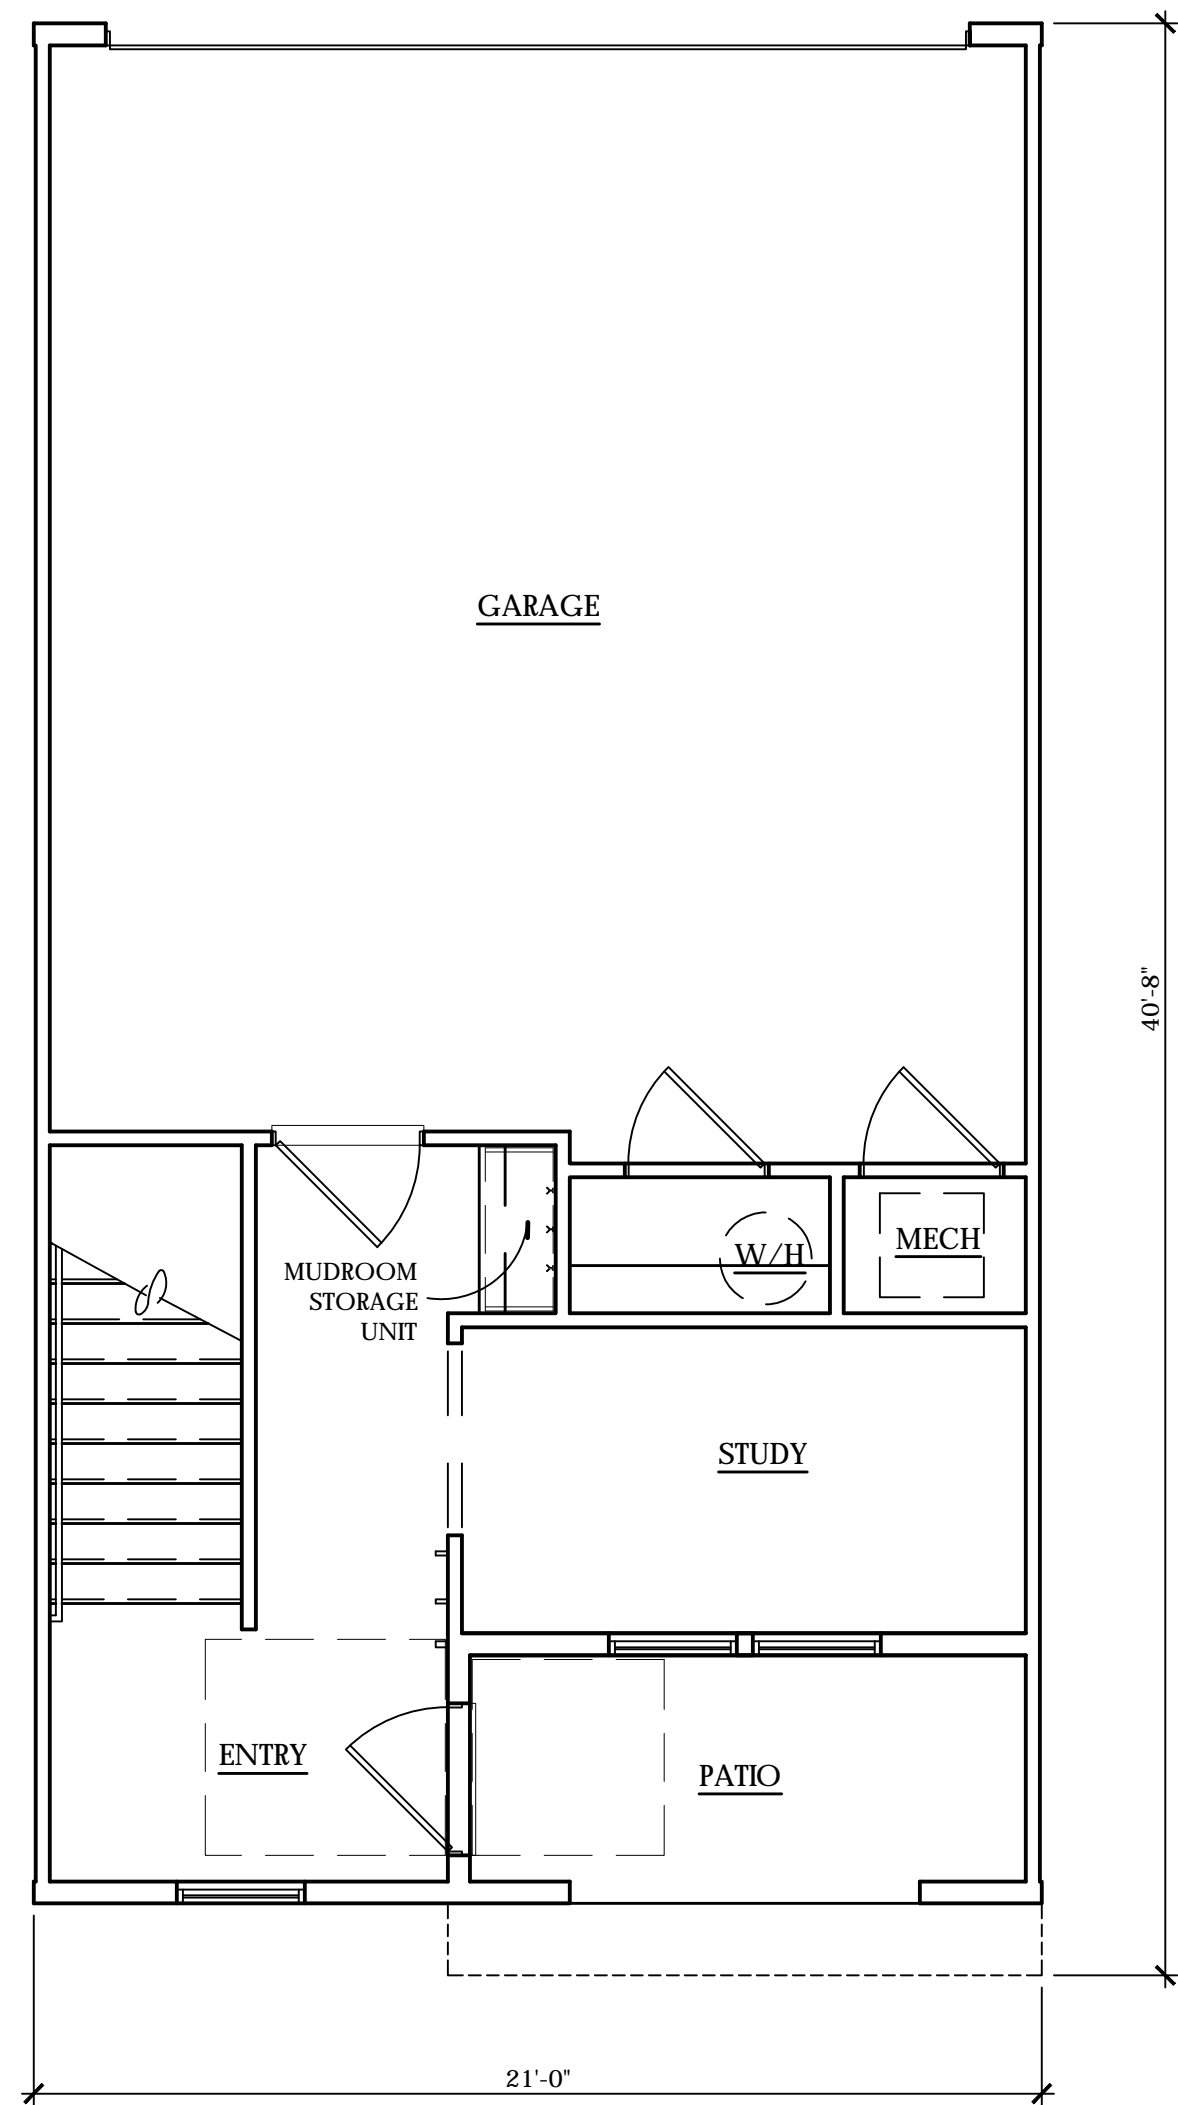 GARAGE
40'-8"
MECH
W/H
MUDROOM
STORAGE
UNIT
STUDY
ENTRY
PATIO
21'-0"